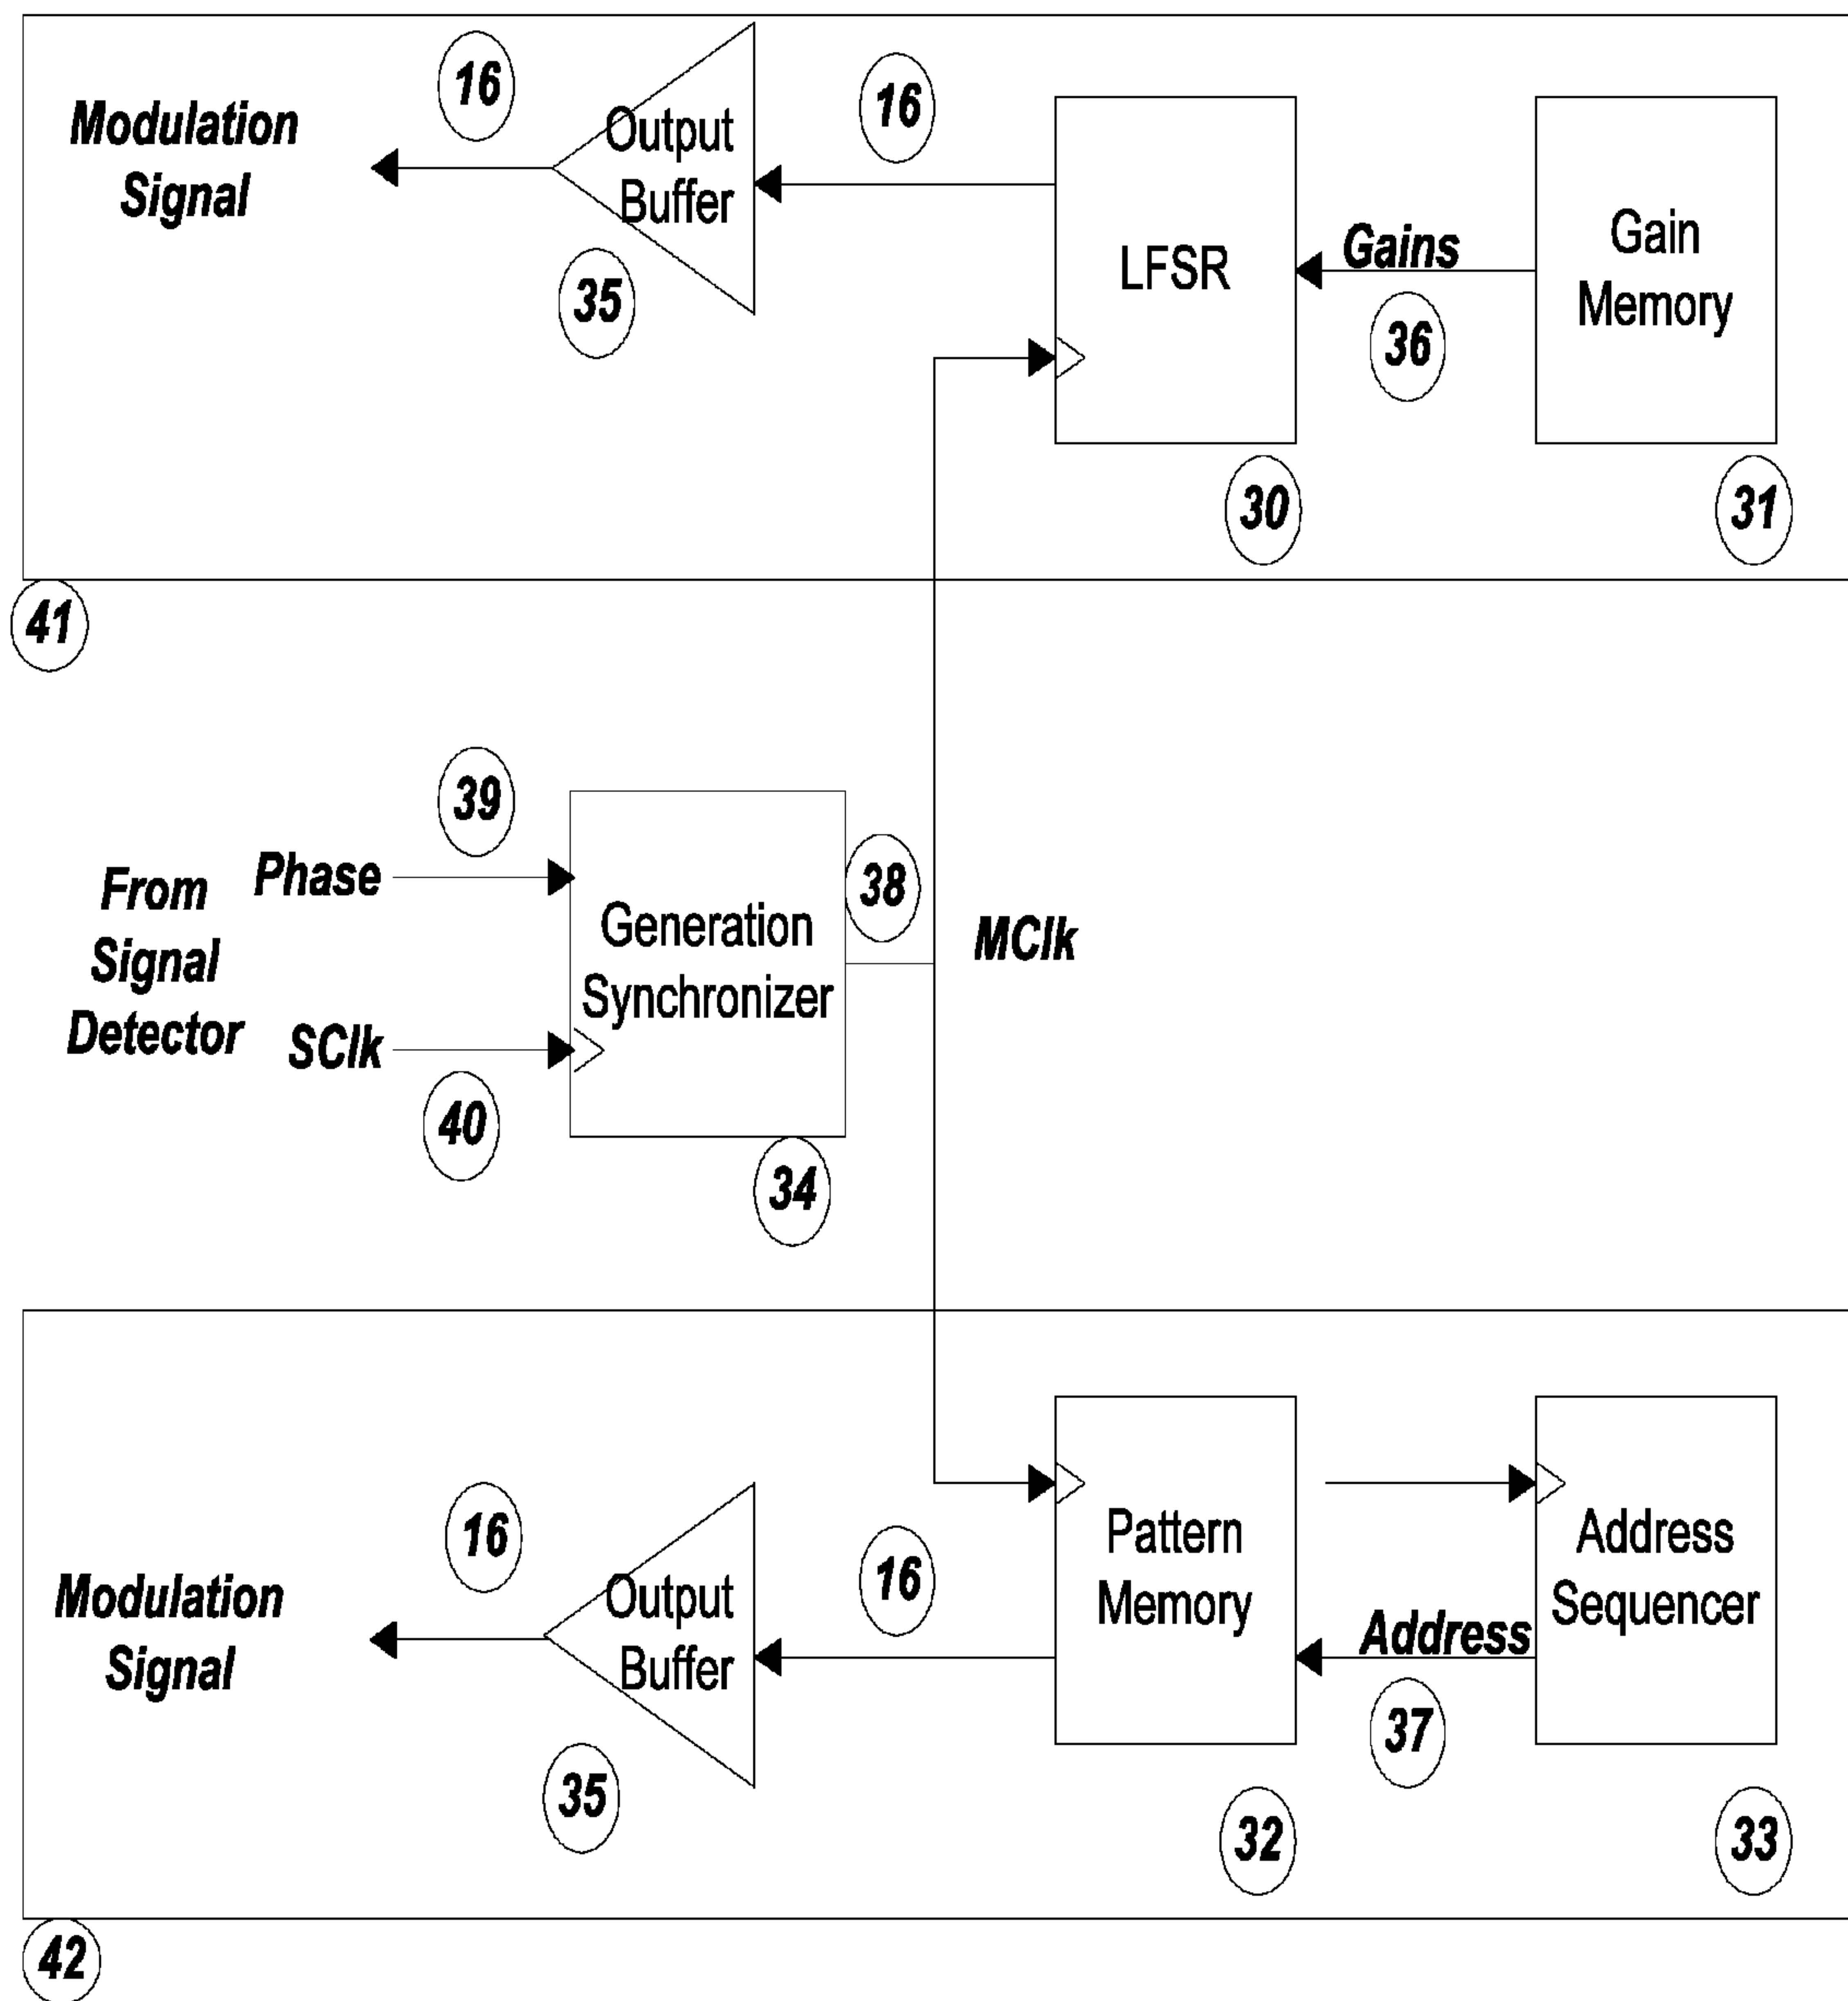 16
16
Modulation
Signal
Output
Buffer
35
LFSR
Gains
36
Gain
Memory
30
31
41
39
From
Signal
Detector
Phase
SClk
40
Generation
Synchronizer
38
MClk
34
16
16
Modulation
Signal
Output
Buffer
35
Pattern
Memory
Address
37
Address
Sequencer
32
33
42